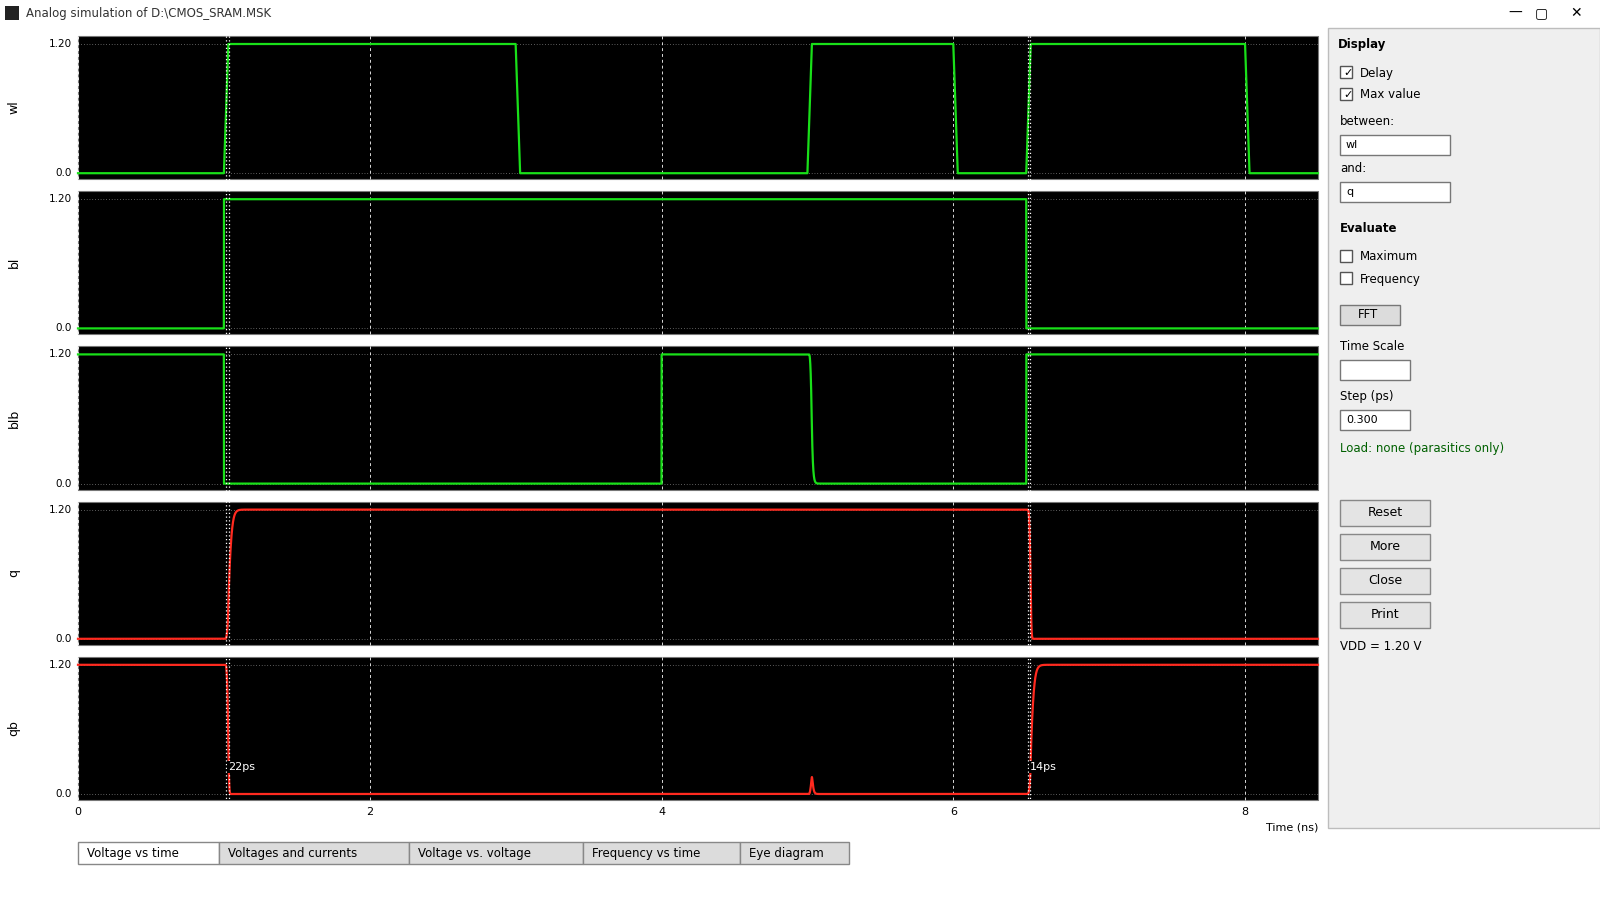 Analog simulation of D:\CMOS_SRAM.MSK
1.20
wl
0.0
1.20
bl
0.0
1.20
blb
0.0
1.20
q
0.0
1.20
qb
22ps 14ps
0.0
0 2 4 6 8
Time (ns)
Voltage vs time Voltages and currents Voltage vs. voltage Frequency vs time Eye diagram
Display
Delay
Max value
between:
wl
and:
q
Evaluate
Maximum
Frequency
FFT
Time Scale
Step (ps)
0.300
Load: none (parasitics only)
Reset
More
Close
Print
VDD = 1.20 V